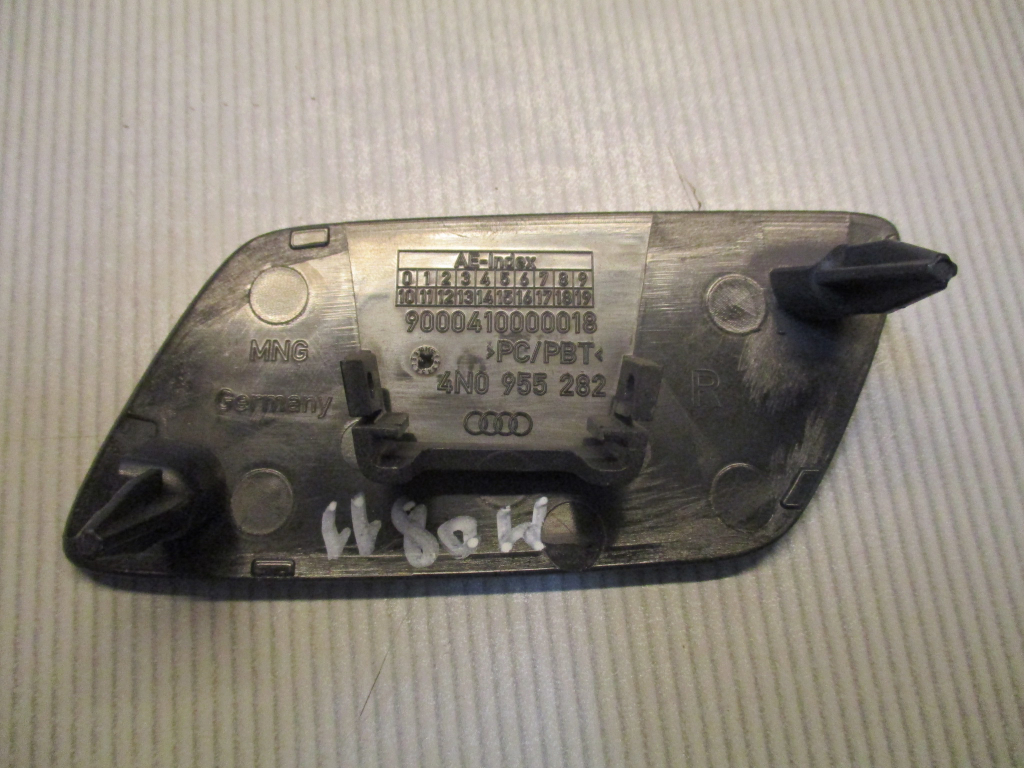 AE-Index
0 1 2 3 4 5 6 7 8 9
10 11 12 13 14 15 16 17 18 19
9000410000018
MNG >PC/PBT<
4N0 955 282 R
Germany